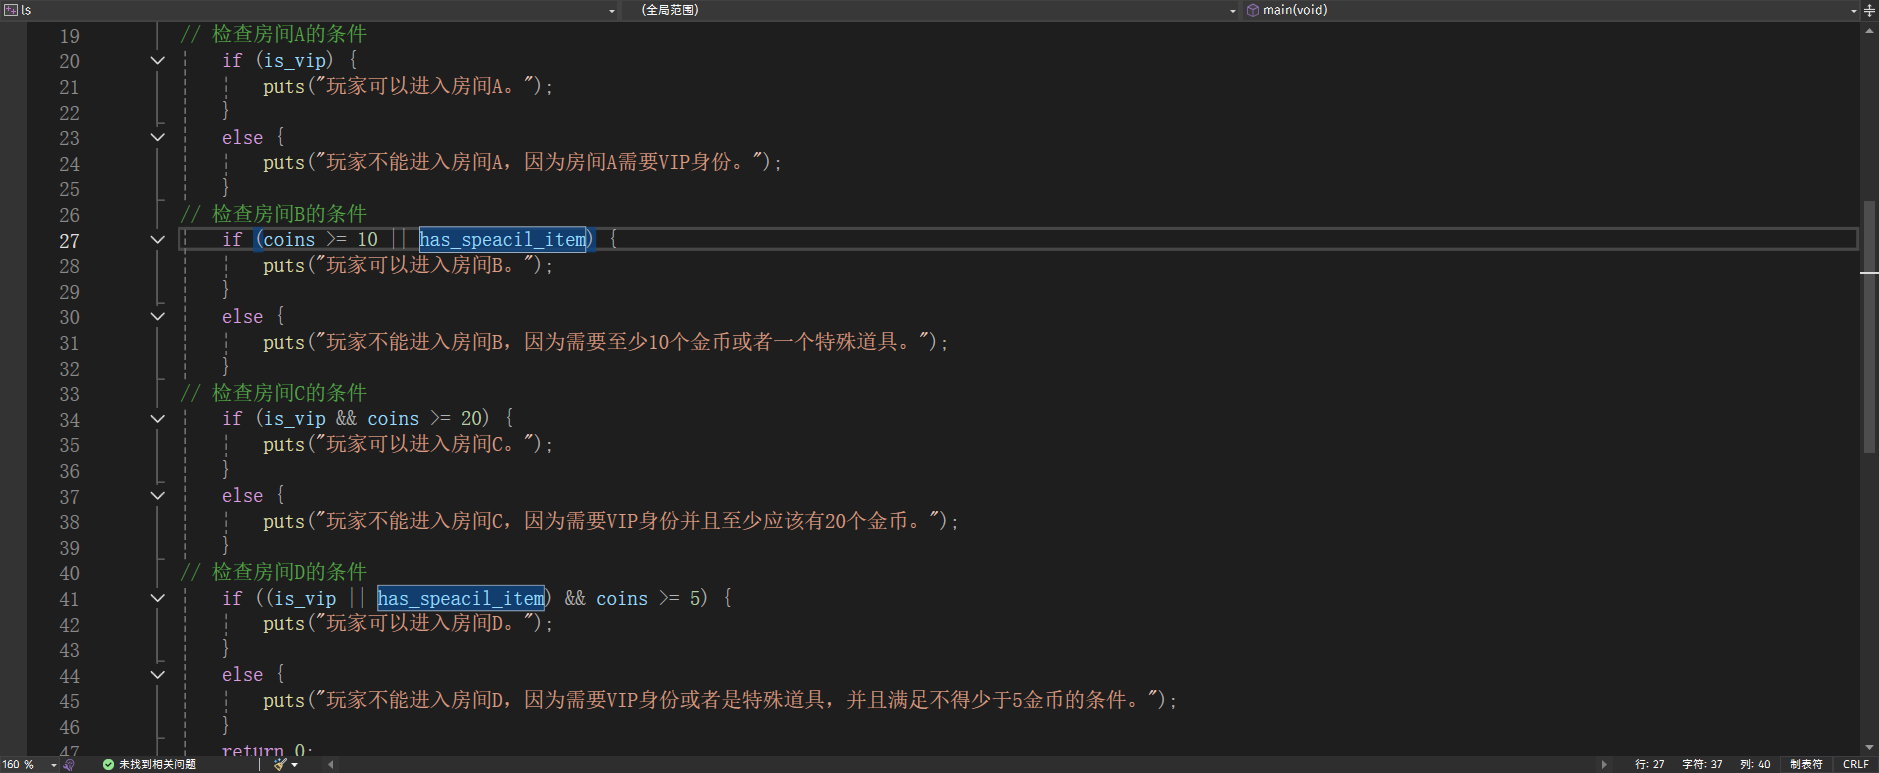 ls (全局范围) main(void)
19 // 检查房间A的条件
20 if (is_vip) {
21 puts("玩家可以进入房间A。");
22 }
23 else {
24 puts("玩家不能进入房间A，因为房间A需要VIP身份。");
25 }
26 // 检查房间B的条件
27 if (coins >= 10 || has_speacil_item) {
28 puts("玩家可以进入房间B。");
29 }
30 else {
31 puts("玩家不能进入房间B，因为需要至少10个金币或者一个特殊道具。");
32 }
33 // 检查房间C的条件
34 if (is_vip && coins >= 20) {
35 puts("玩家可以进入房间C。");
36 }
37 else {
38 puts("玩家不能进入房间C，因为需要VIP身份并且至少应该有20个金币。");
39 }
40 // 检查房间D的条件
41 if ((is_vip || has_speacil_item) && coins >= 5) {
42 puts("玩家可以进入房间D。");
43 }
44 else {
45 puts("玩家不能进入房间D，因为需要VIP身份或者是特殊道具，并且满足不得少于5金币的条件。");
46 }
47 return 0;
160 % 未找到相关问题 行: 27 字符: 37 列: 40 制表符 CRLF